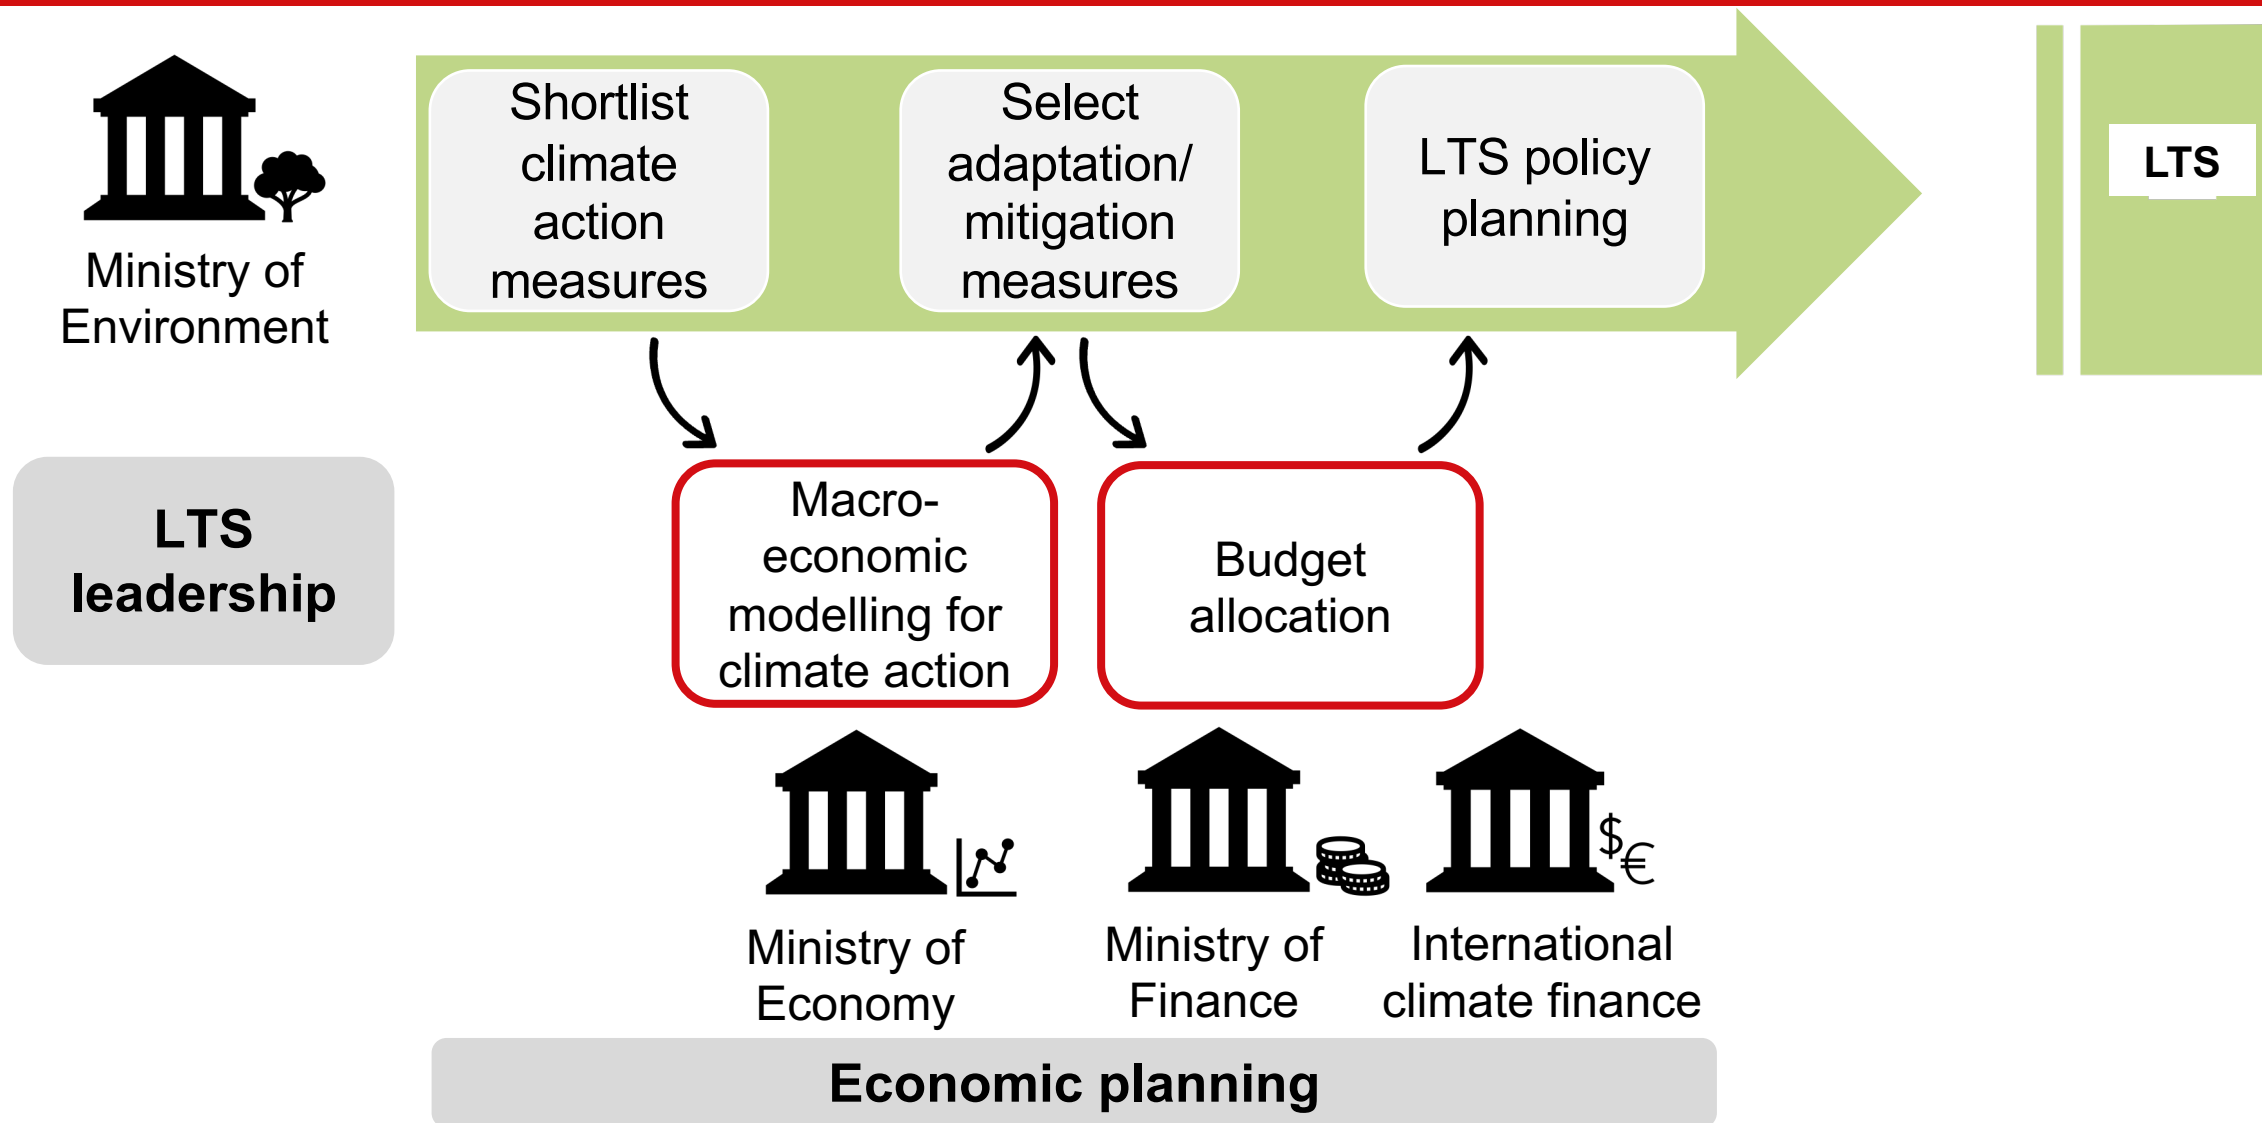 Ministry of
Environment
Shortlist
climate
action
measures
Select
adaptation/
mitigation
measures
LTS policy
planning
LTS
LTS
leadership
Macro-
economic
modelling for
climate action
Budget
allocation
$
€
Ministry of
Economy
Ministry of
Finance
International
climate finance
Economic planning